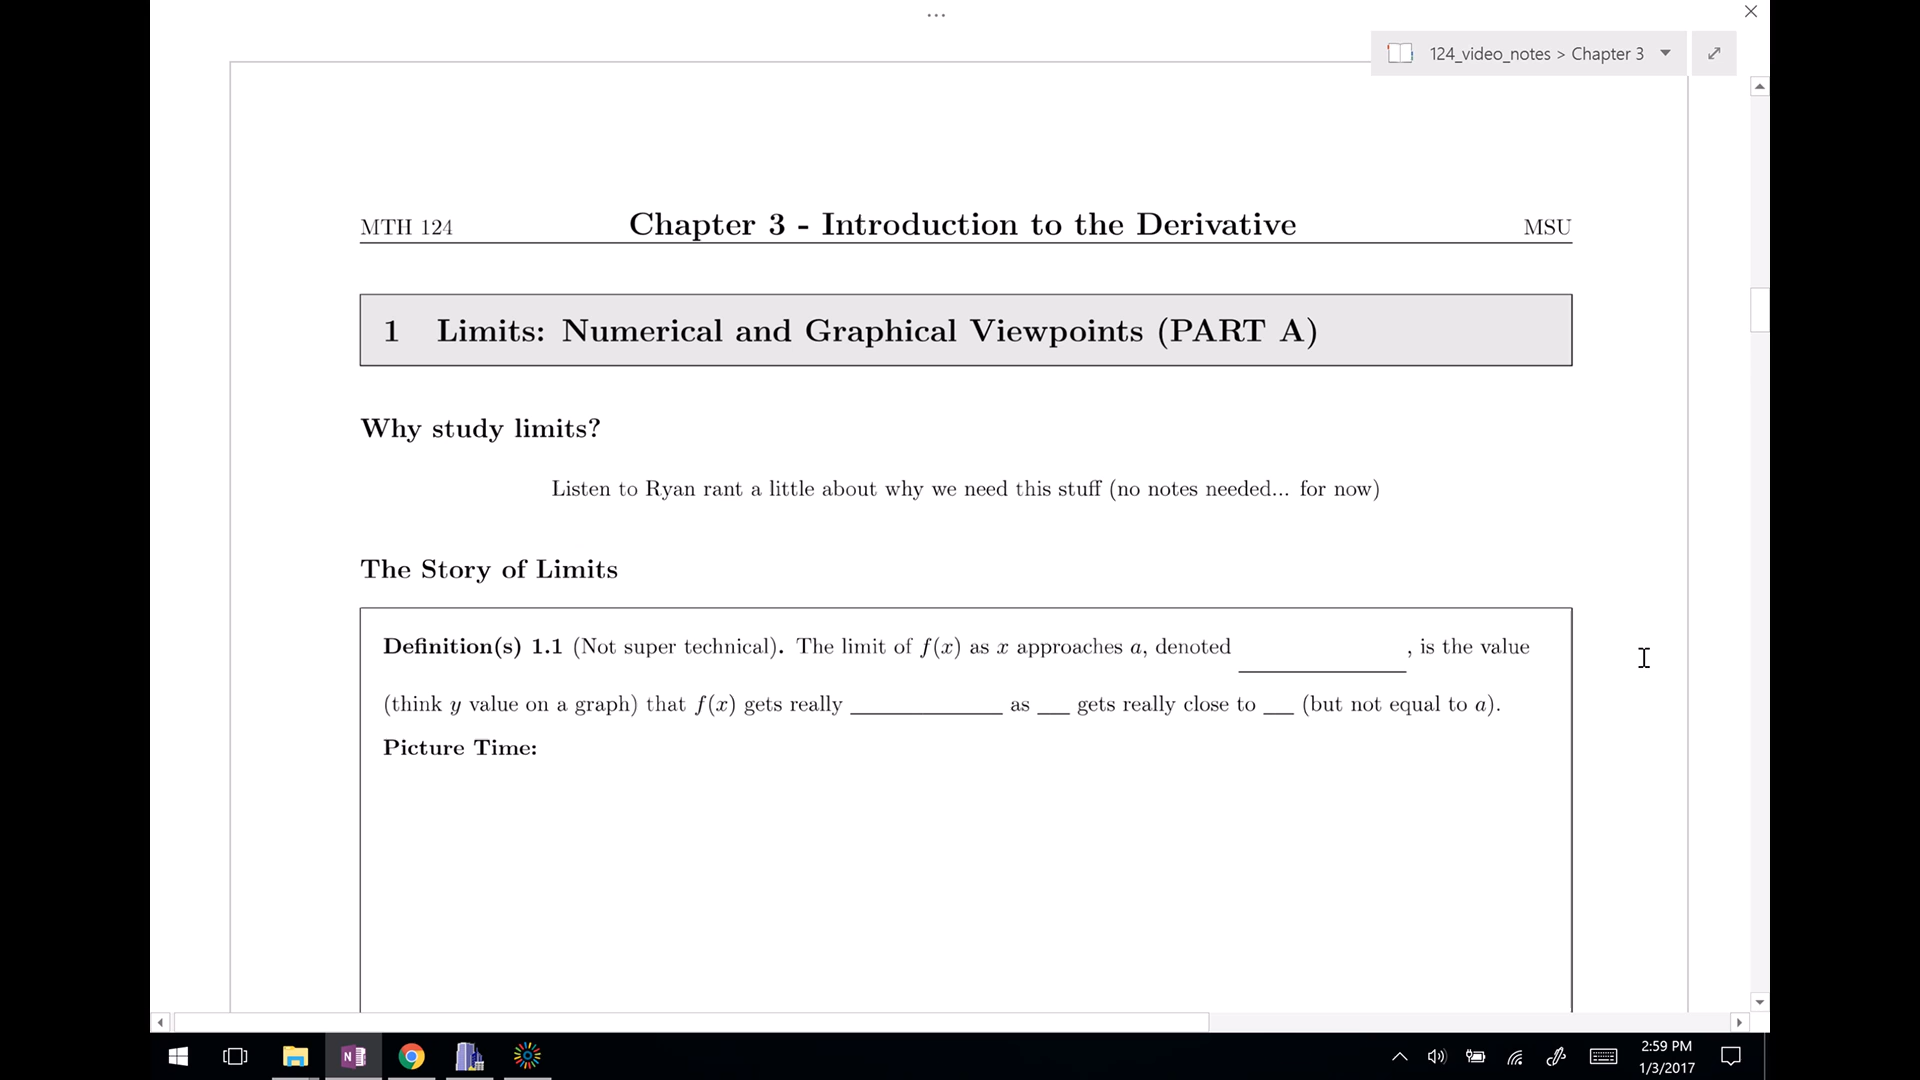 ...
124_video_notes > Chapter 3
MTH 124 Chapter 3 - Introduction to the Derivative MSU
1 Limits: Numerical and Graphical Viewpoints (PART A)
Why study limits?
Listen to Ryan rant a little about why we need this stuff (no notes needed... for now)
The Story of Limits
Definition(s) 1.1 (Not super technical). The limit of f(x) as x approaches a, denoted ____________, is the value
(think y value on a graph) that f(x) gets really ___________ as __ gets really close to __ (but not equal to a).
Picture Time:
N
2:59 PM
1/3/2017